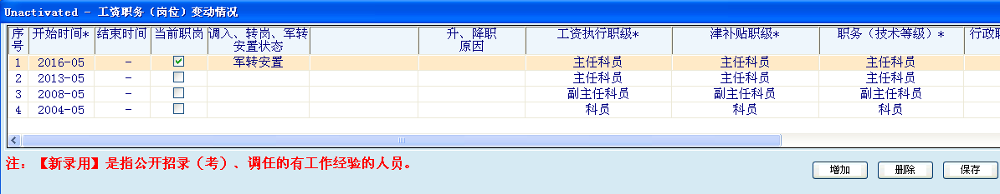 Unactivated - 工资职务（岗位）变动情况
序号 开始时间* 结束时间 当前职岗 调入、转岗、军转安置状态 升、降职原因 工资执行职级* 津补贴职级* 职务（技术等级）* 行政
1 2016-05 - 军转安置 主任科员 主任科员 主任科员
2 2013-05 - 主任科员 主任科员 主任科员
3 2008-05 - 副主任科员 副主任科员 副主任科员
4 2004-05 - 科员 科员 科员
注：【新录用】是指公开招录（考）、调任的有工作经验的人员。
增加 删除 保存